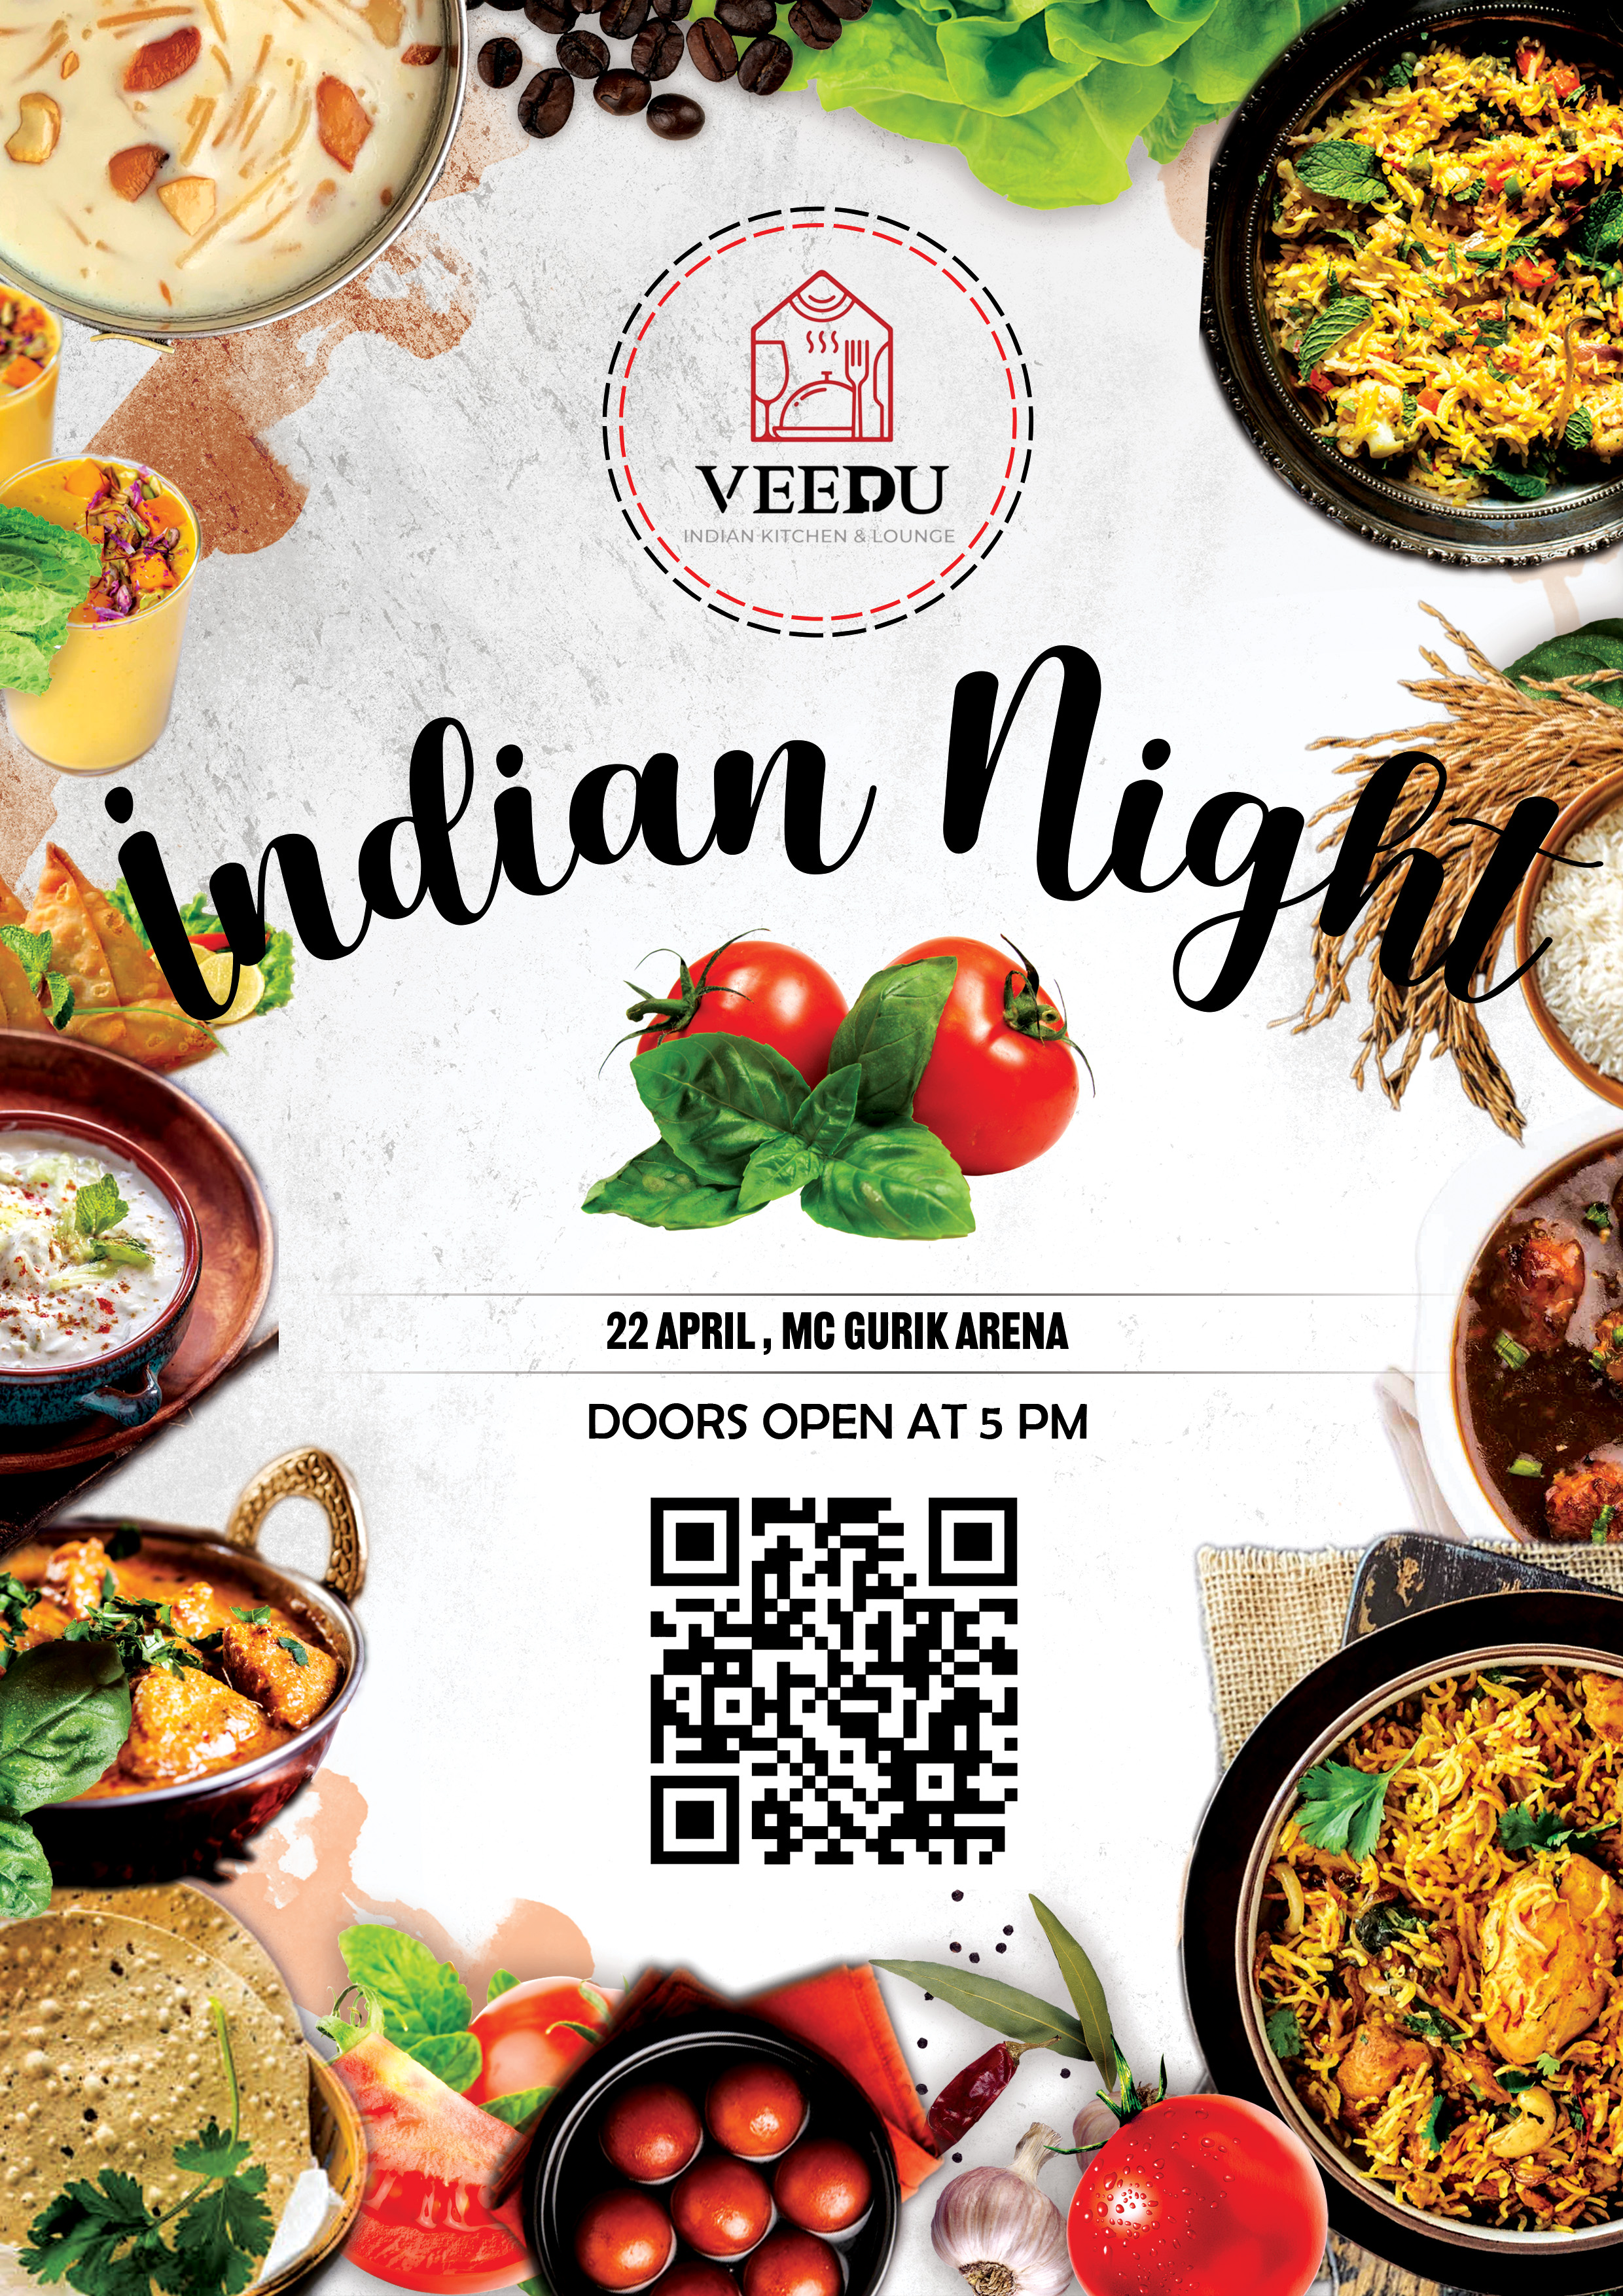 VEEDU
INDIAN KITCHEN & LOUNGE
Indian Night
22 APRIL , MC GURIK ARENA
DOORS OPEN AT 5 PM